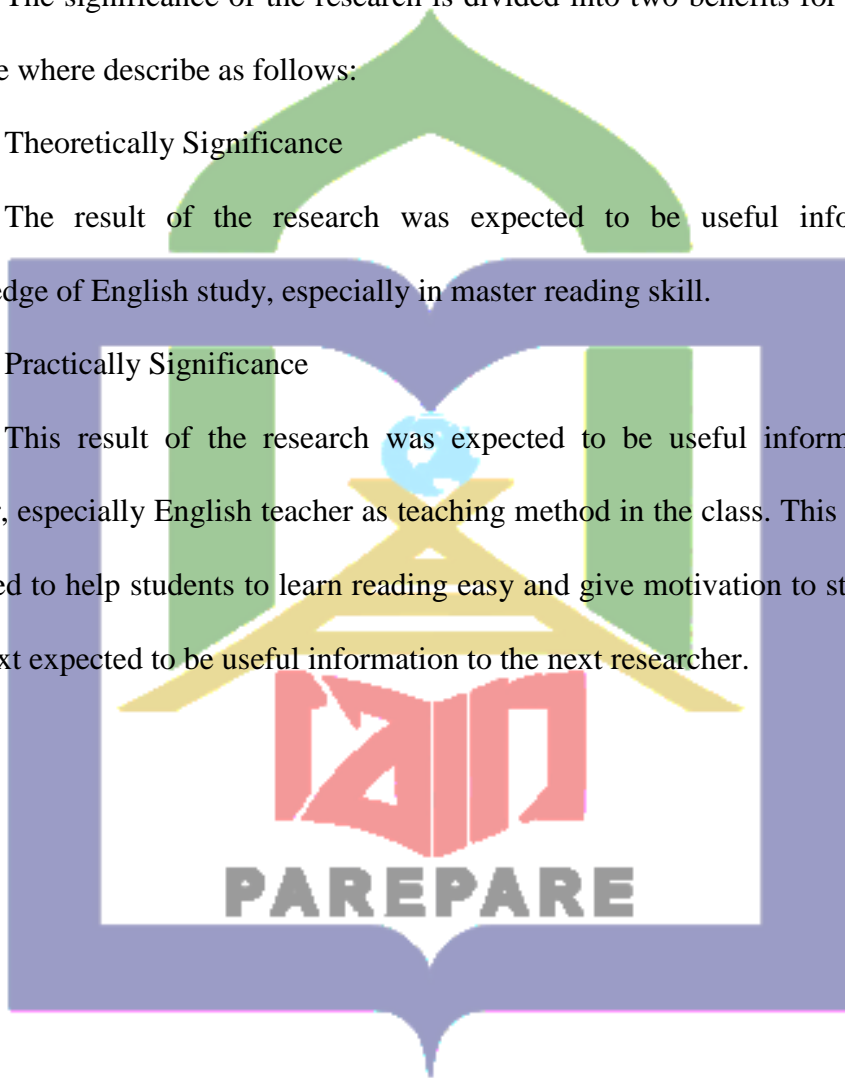 The significance of the research is divided into two benefits for
e where describe as follows:
Theoretically Significance
The result of the research was expected to be useful info
edge of English study, especially in master reading skill.
Practically Significance
This result of the research was expected to be useful inform
, especially English teacher as teaching method in the class. This
ed to help students to learn reading easy and give motivation to st
xt expected to be useful information to the next researcher.
iain
PAREPARE